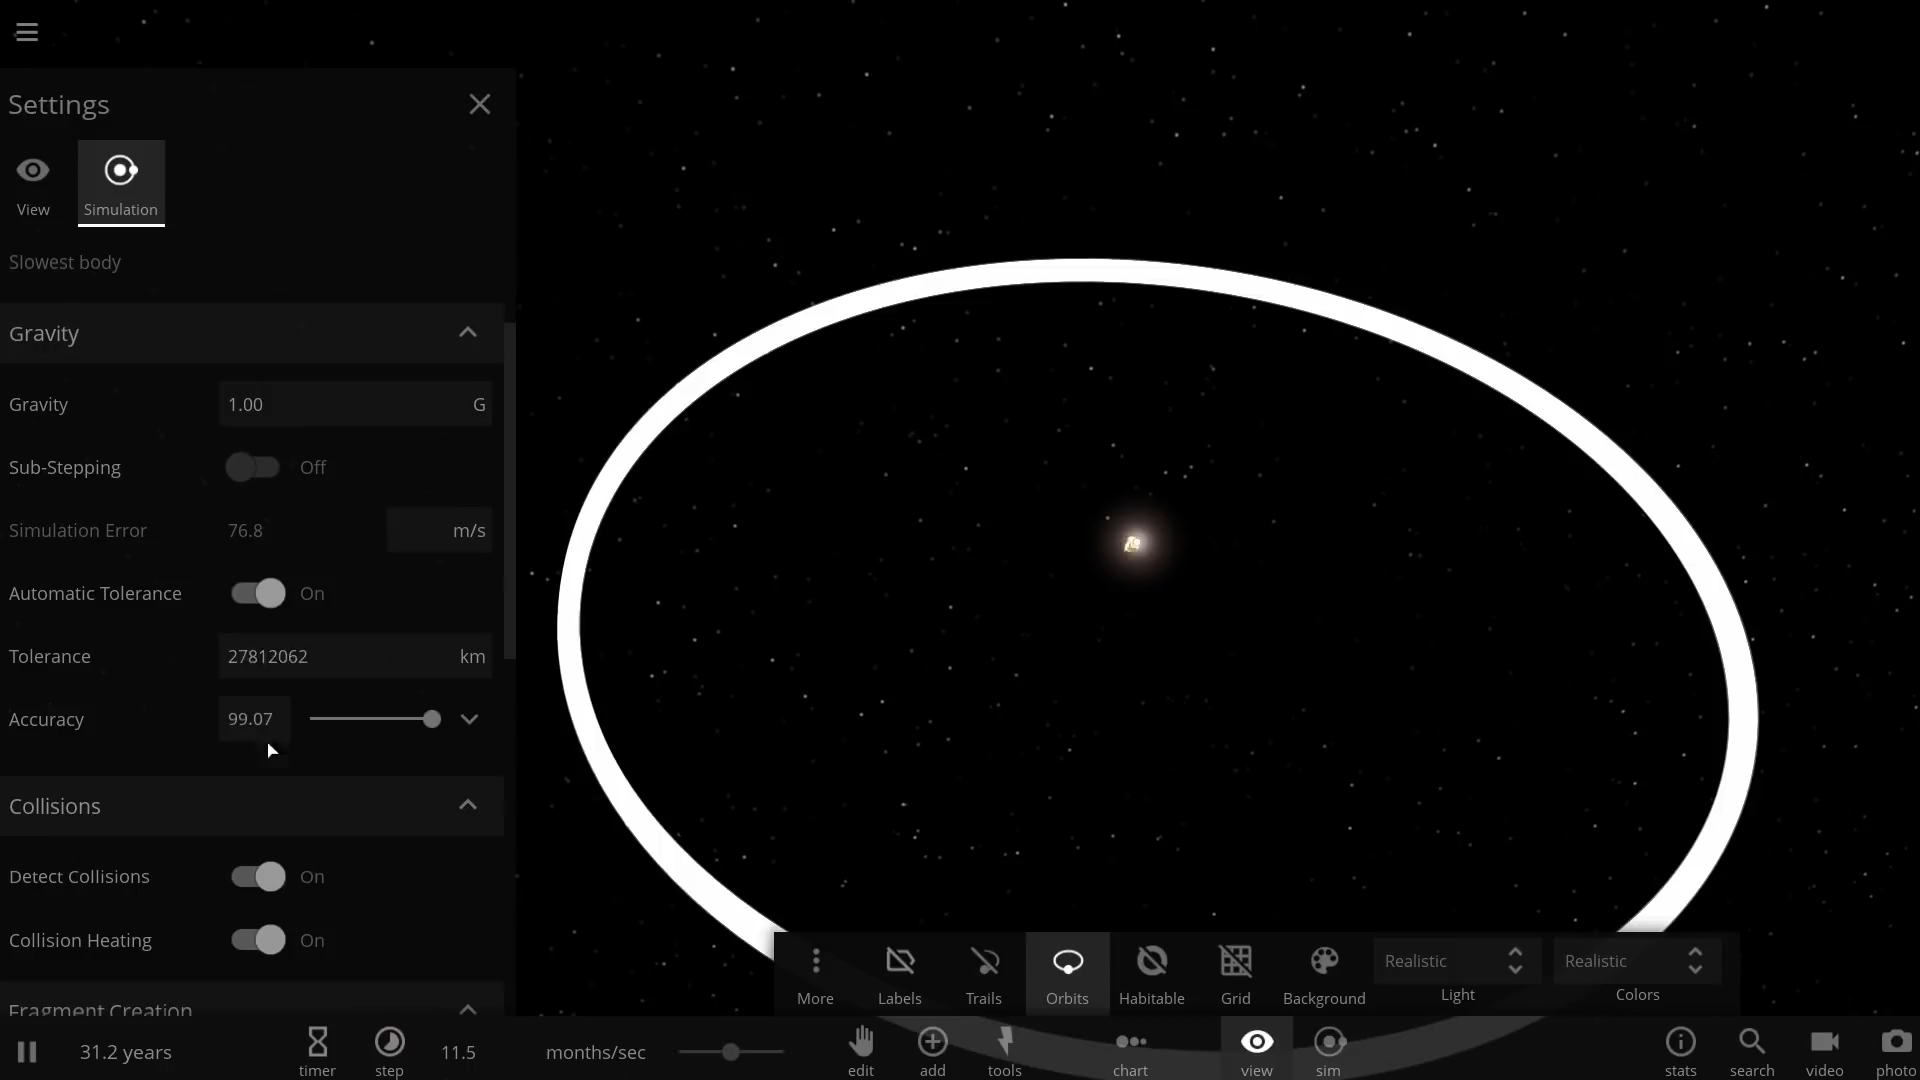 Settings
View
Simulation
Slowest body
Gravity
Gravity 1.00 G
Sub-Stepping Off
Simulation Error 76.8 m/s
Automatic Tolerance On
Tolerance 27812062 km
Accuracy 99.07
Collisions
Detect Collisions On
Collision Heating On
Fragment Creation
More
Labels
Trails
Orbits
Habitable
Grid
Background
Realistic
Light
Realistic
Colors
31.2 years
timer
step
11.5
months/sec
edit
add
tools
chart
view
sim
stats
search
video
photo